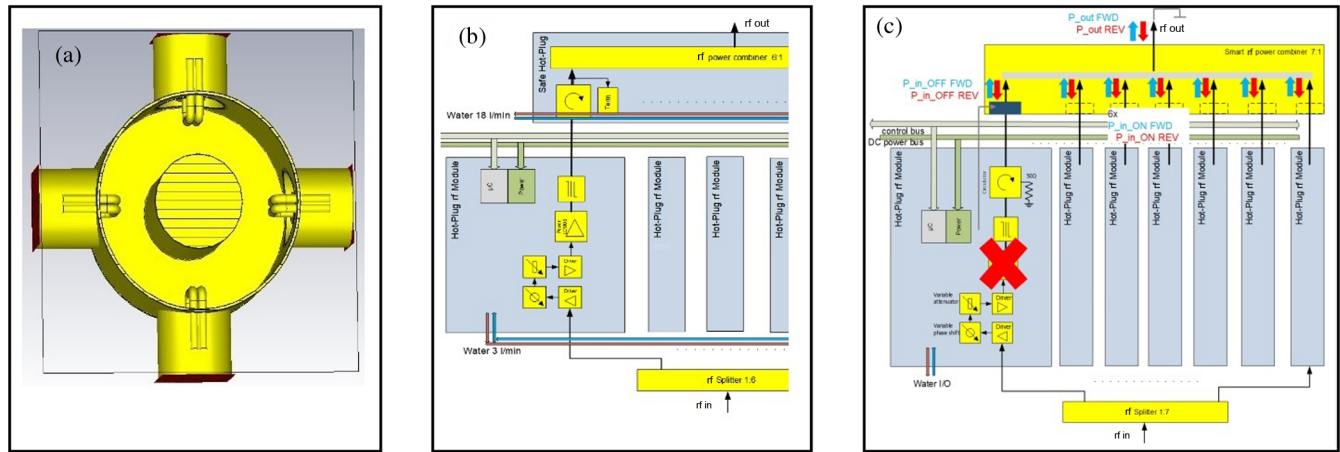 (a)
(b)
rf out
Safe Hot-Plug
rf power combiner 6:1
Term
Water 18 l/min
Hot-Plug rf Module
µC
Power
Driver
Driver
Hot-Plug rf Module
Hot-Plug rf Module
Hot-Plug rf Module
Water 3 l/min
rf Splitter 1:6
rf in
(c)
P_out FWD
P_out REV
rf out
Smart rf power combiner 7:1
P_in_OFF FWD
P_in_OFF REV
6x
P_in_ON FWD
P_in_ON REV
control bus
DC power bus
Hot-Plug rf Module
Circulator
50Ω
µC
Power
Variable
attenuator
Driver
Variable
phase shift
Driver
Water I/O
Hot-Plug rf Module
Hot-Plug rf Module
Hot-Plug rf Module
Hot-Plug rf Module
Hot-Plug rf Module
Hot-Plug rf Module
rf Splitter 1:7
rf in